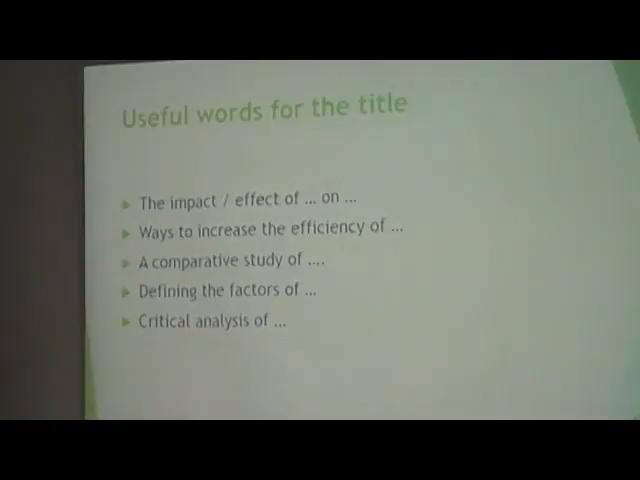 Useful words for the title
The impact / effect of ... on ...
Ways to increase the efficiency of ...
A comparative study of ....
Defining the factors of ...
Critical analysis of ...